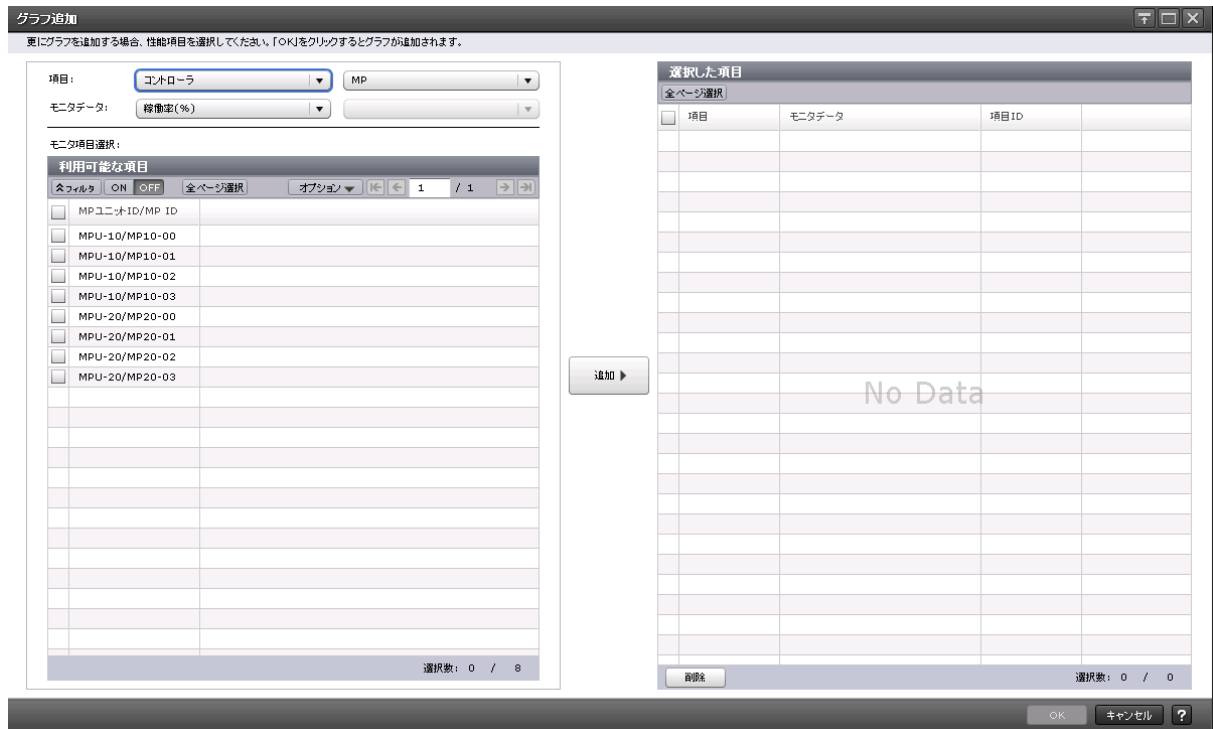 グラフ追加
更にグラフを追加する場合、性能項目を選択してください。「OK」をクリックするとグラフが追加されます。
項目: コントローラ MP
モニタデータ: 稼働率(%)
モニタ項目選択:
利用可能な項目
フィルタ ON OFF 全ページ選択 オプション 1 / 1
MPユニットID/MP ID
MPU-10/MP10-00
MPU-10/MP10-01
MPU-10/MP10-02
MPU-10/MP10-03
MPU-20/MP20-00
MPU-20/MP20-01
MPU-20/MP20-02
MPU-20/MP20-03
選択数: 0 / 8
追加
選択した項目
全ページ選択
項目 モニタデータ 項目ID
No Data
削除 選択数: 0 / 0
OK キャンセル ?